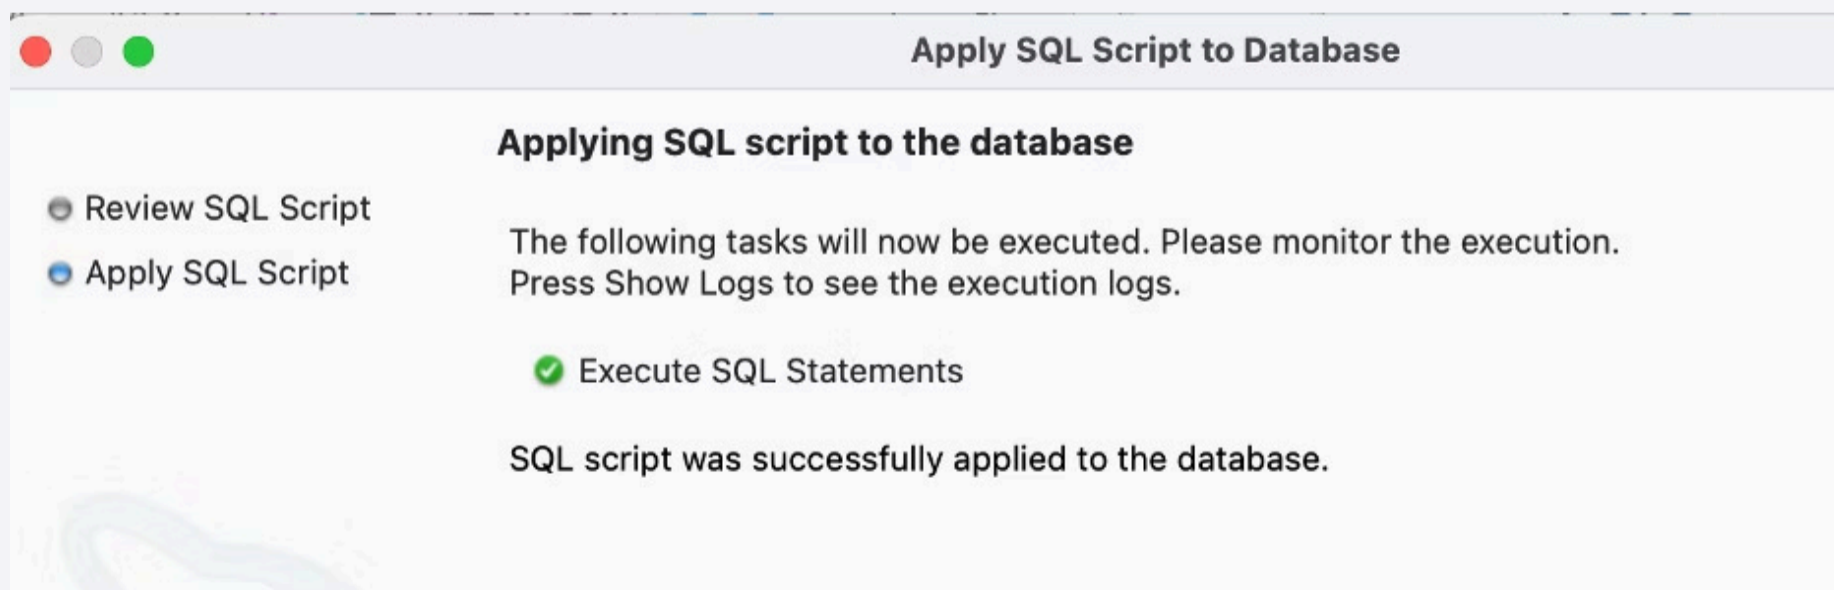 Apply SQL Script to Database
Applying SQL script to the database
Review SQL Script
Apply SQL Script
The following tasks will now be executed. Please monitor the execution.
Press Show Logs to see the execution logs.
Execute SQL Statements
SQL script was successfully applied to the database.